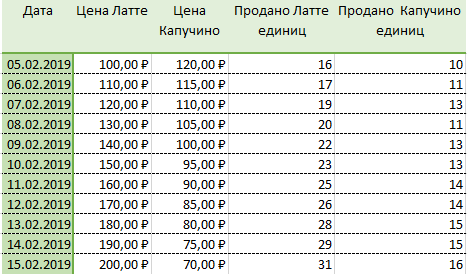 Дата Цена Латте Цена Капучино Продано Латте единиц Продано Капучино единиц
05.02.2019 100,00 ₽ 120,00 ₽ 16 10
06.02.2019 110,00 ₽ 115,00 ₽ 17 11
07.02.2019 120,00 ₽ 110,00 ₽ 19 13
08.02.2019 130,00 ₽ 105,00 ₽ 20 11
09.02.2019 140,00 ₽ 100,00 ₽ 22 13
10.02.2019 150,00 ₽ 95,00 ₽ 23 13
11.02.2019 160,00 ₽ 90,00 ₽ 25 14
12.02.2019 170,00 ₽ 85,00 ₽ 26 14
13.02.2019 180,00 ₽ 80,00 ₽ 28 15
14.02.2019 190,00 ₽ 75,00 ₽ 29 15
15.02.2019 200,00 ₽ 70,00 ₽ 31 16